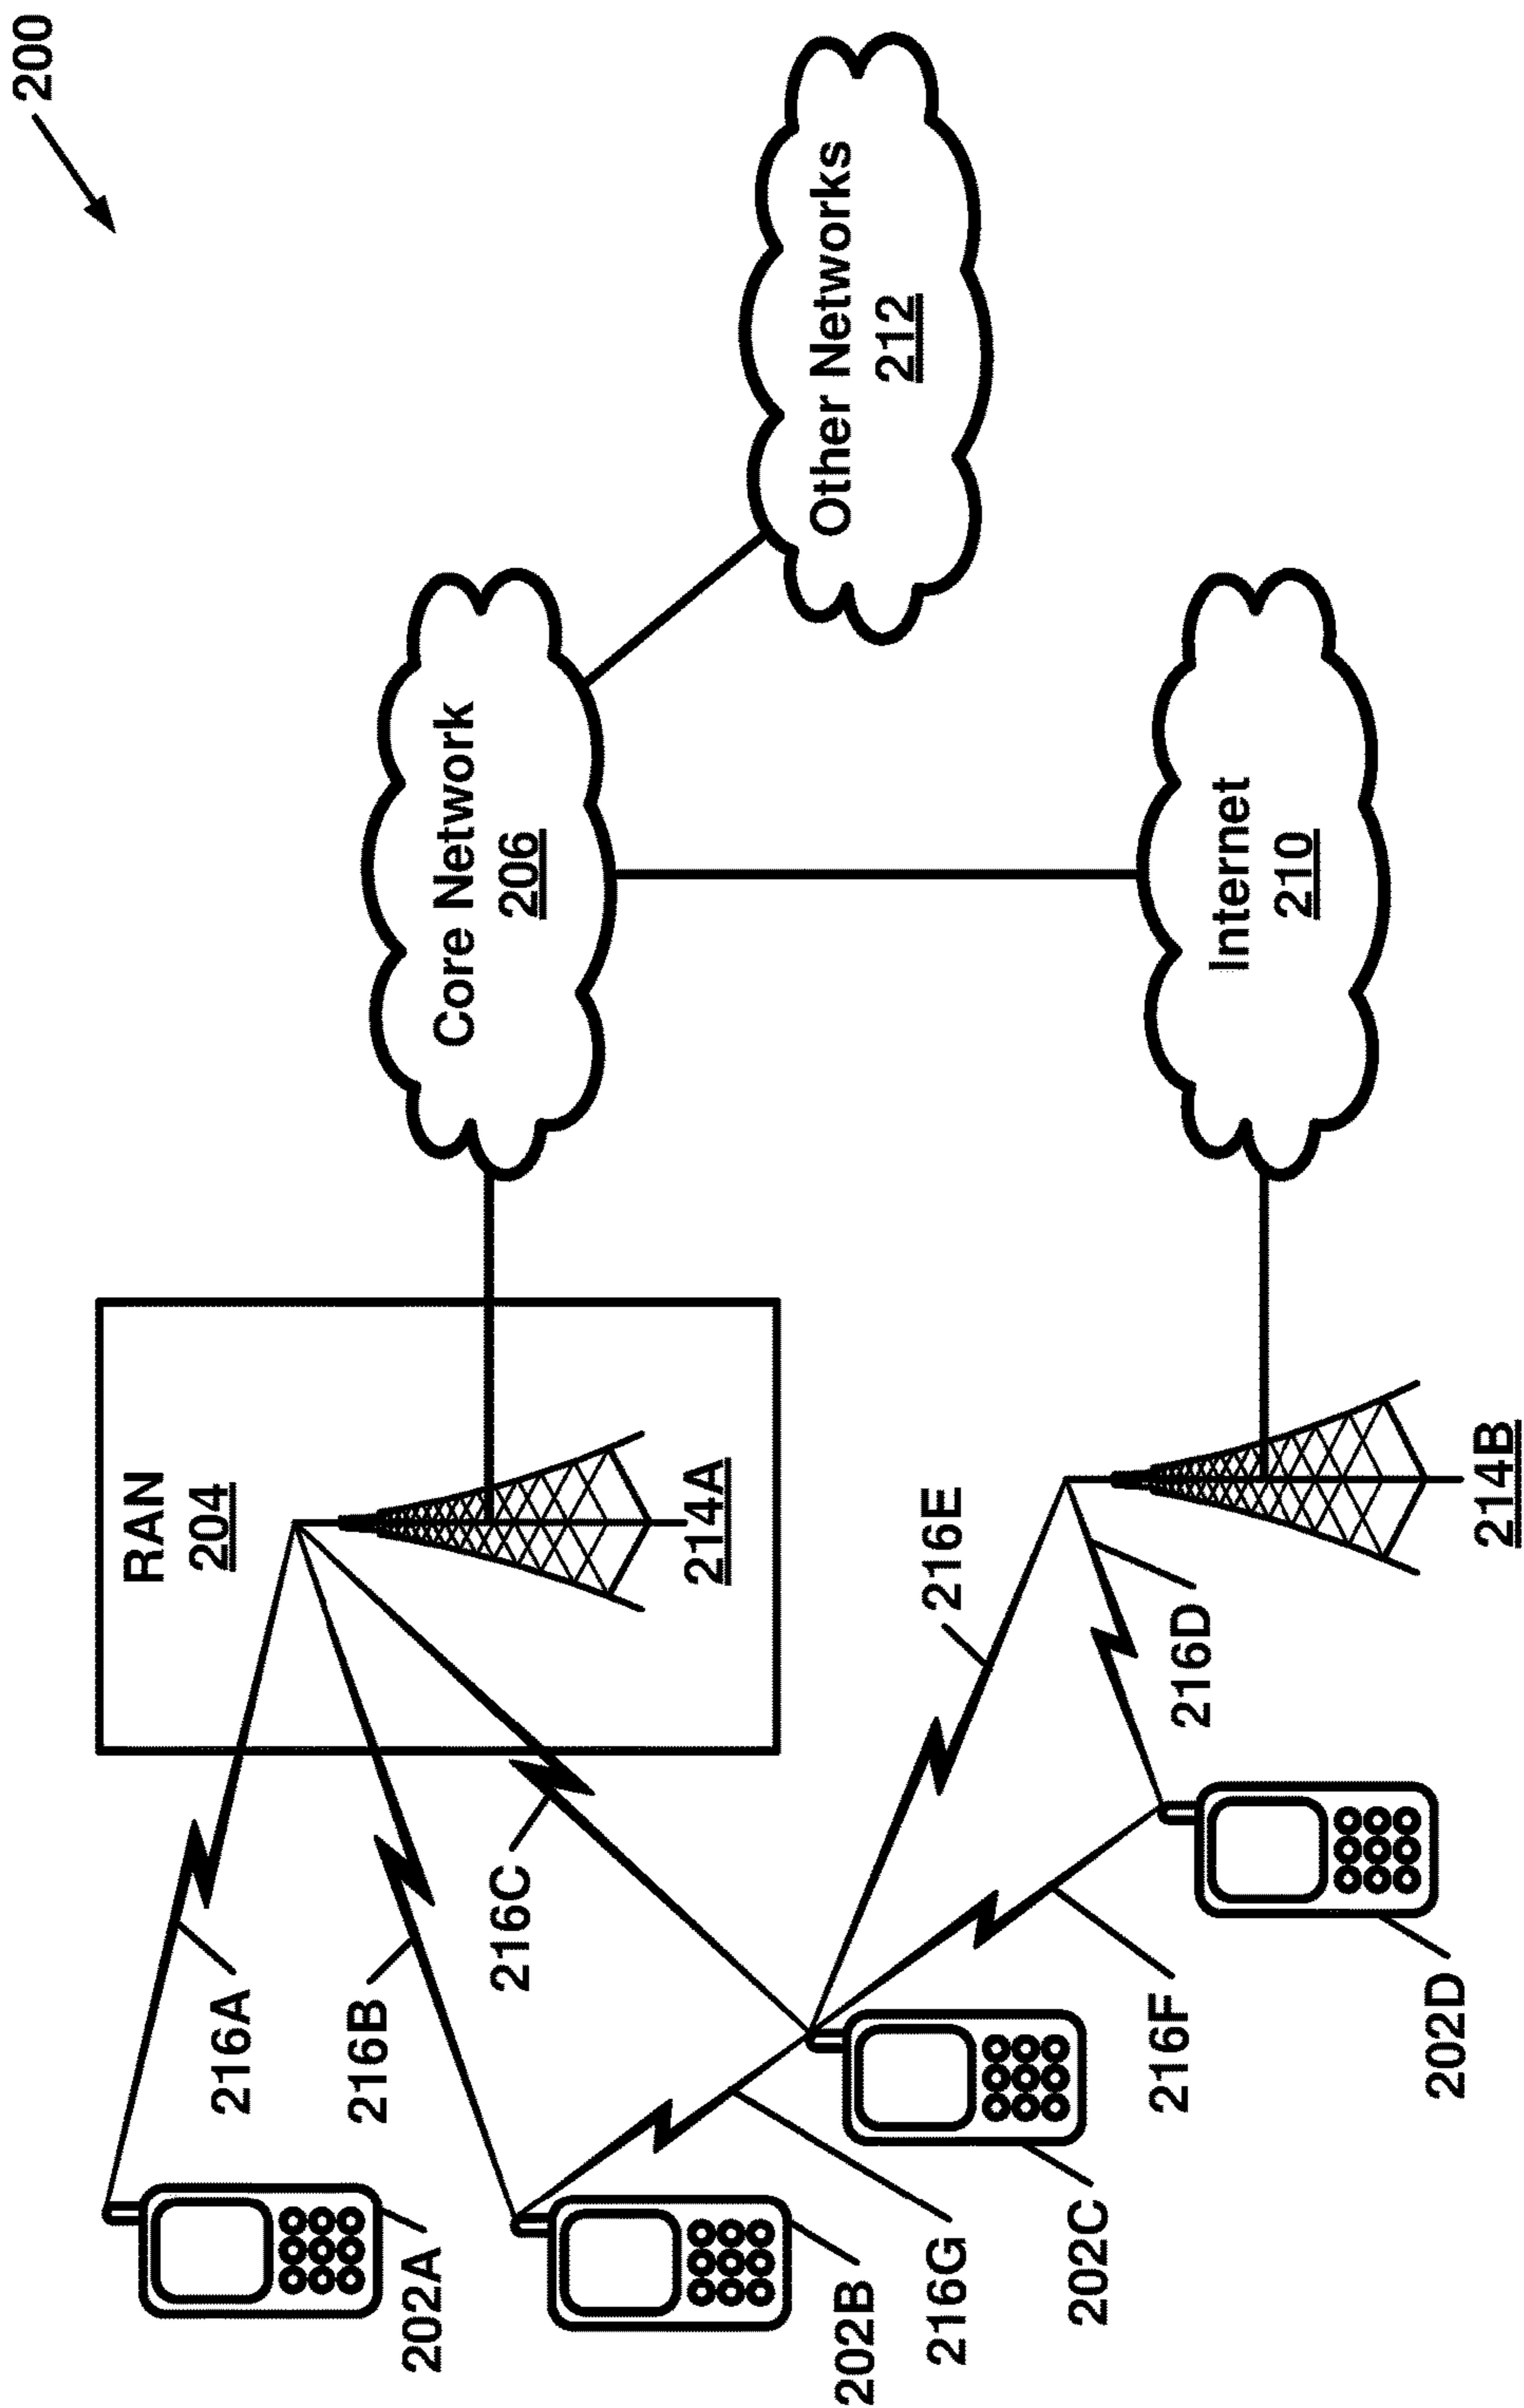 200
RAN
204
214A
Core Network
206
Other Networks
212
Internet
210
214B
202A
202B
202C
202D
216A
216B
216C
216D
216E
216F
216G